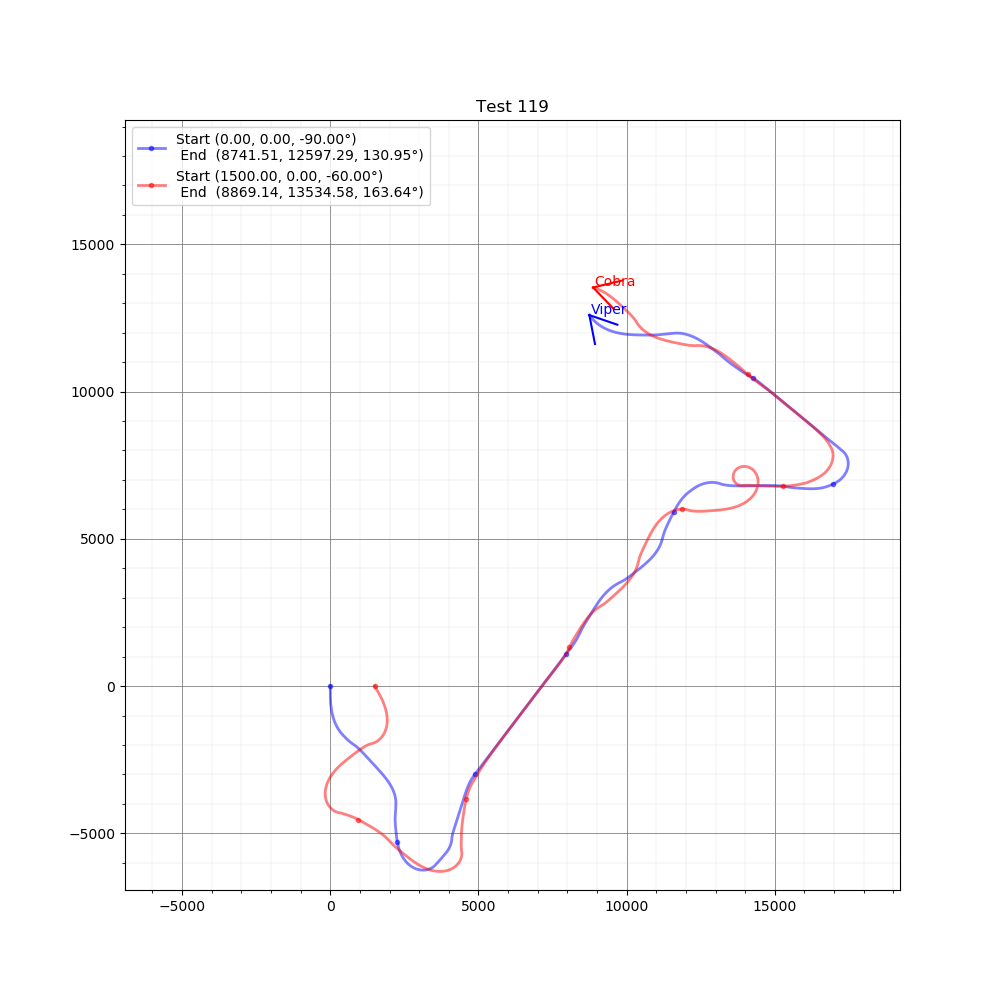 Test 119
Start (0.00, 0.00, -90.00°)
End  (8741.51, 12597.29, 130.95°)
Start (1500.00, 0.00, -60.00°)
End  (8869.14, 13534.58, 163.64°)
15000
10000
5000
0
−5000
Cobra
Viper
−5000
0
5000
10000
15000